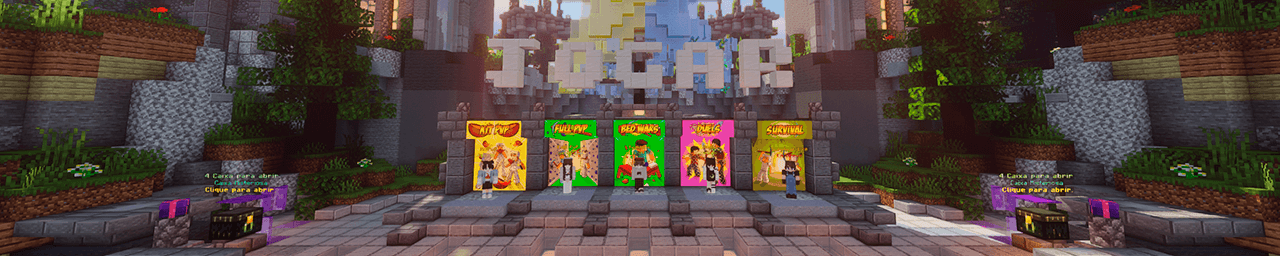 JOGAR
KIT PVP
FULL PVP
BED WARS
DUELS
SURVIVAL
4 Caixa para abrir
Caixa Misteriosa
Clique para abrir
4 Caixa para abrir
Caixa Misteriosa
Clique para abrir